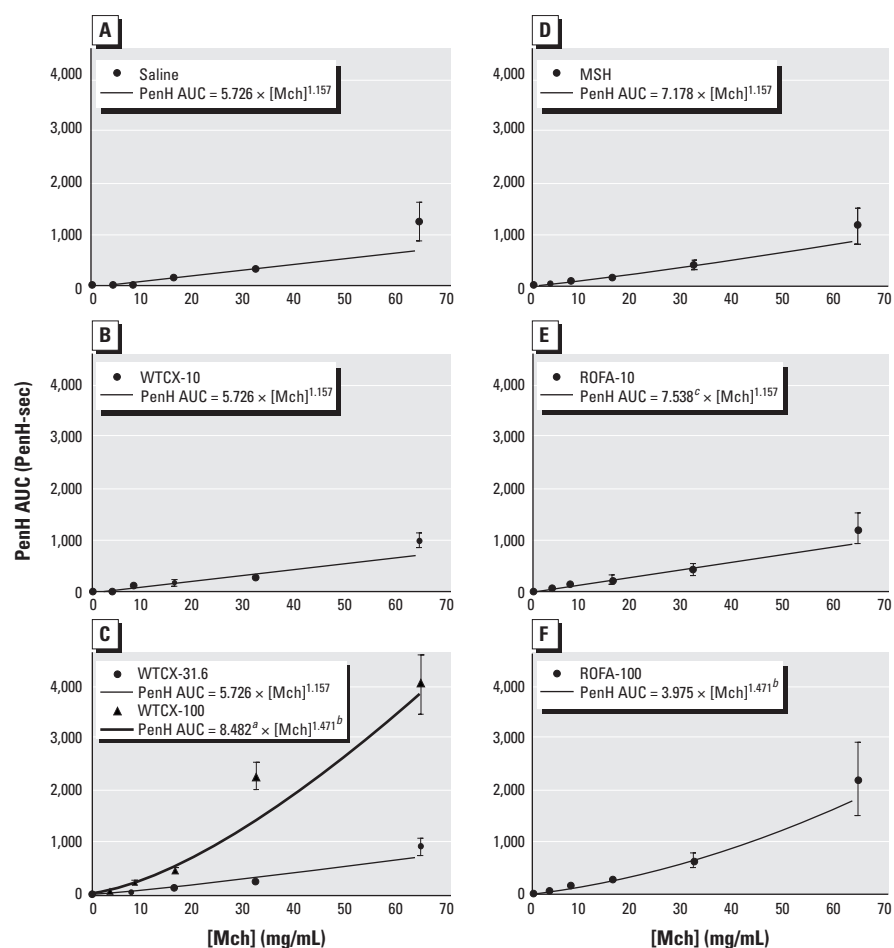 A
Saline
PenH AUC = 5.726 × [Mch]^1.157
4,000
3,000
2,000
1,000
0
0 10 20 30 40 50 60 70
D
MSH
PenH AUC = 7.178 × [Mch]^1.157
4,000
3,000
2,000
1,000
0
0 10 20 30 40 50 60 70
B
WTCX-10
PenH AUC = 5.726 × [Mch]^1.157
4,000
3,000
2,000
1,000
0
0 10 20 30 40 50 60 70
E
ROFA-10
PenH AUC = 7.538^c × [Mch]^1.157
4,000
3,000
2,000
1,000
0
0 10 20 30 40 50 60 70
PenH AUC (PenH-sec)
C
WTCX-31.6
PenH AUC = 5.726 × [Mch]^1.157
WTCX-100
PenH AUC = 8.482^a × [Mch]^1.471^b
4,000
3,000
2,000
1,000
0
0 10 20 30 40 50 60 70
[Mch] (mg/mL)
F
ROFA-100
PenH AUC = 3.975 × [Mch]^1.471^b
4,000
3,000
2,000
1,000
0
0 10 20 30 40 50 60 70
[Mch] (mg/mL)